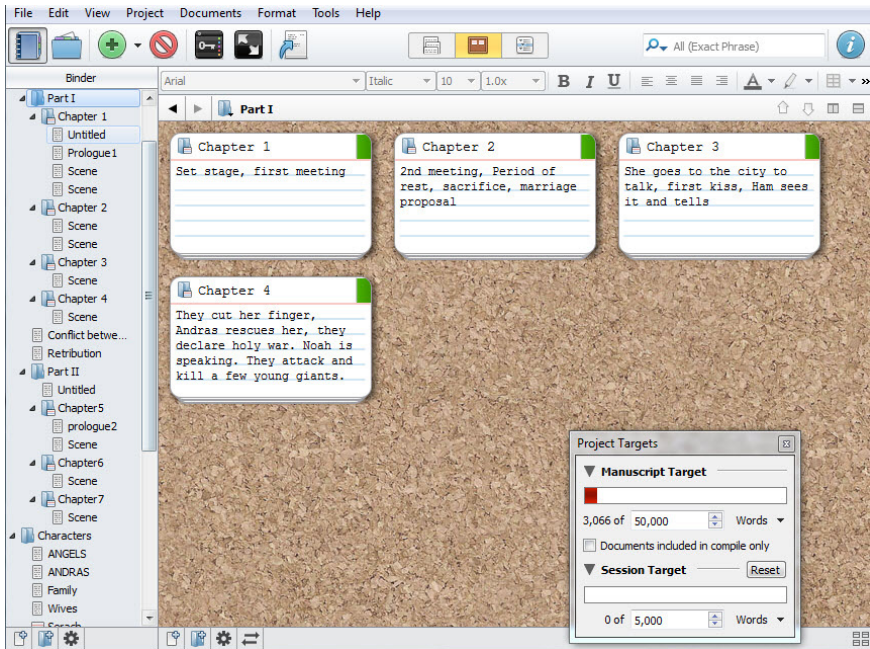 File Edit View Project Documents Format Tools Help
All (Exact Phrase)
Binder
Arial Italic 10 1.0x B I U A
Part I
Chapter 1
Untitled
Prologue1
Scene
Scene
Chapter 2
Scene
Scene
Chapter 3
Scene
Chapter 4
Scene
Conflict betwe...
Retribution
Part II
Untitled
Chapter5
prologue2
Scene
Chapter6
Scene
Chapter7
Scene
Characters
ANGELS
ANDRAS
Family
Wives
Part I
Chapter 1
Set stage, first meeting
Chapter 2
2nd meeting, Period of
rest, sacrifice, marriage
proposal
Chapter 3
She goes to the city to
talk, first kiss, Ham sees
it and tells
Chapter 4
They cut her finger,
Andras rescues her, they
declare holy war. Noah is
speaking. They attack and
kill a few young giants.
Project Targets
Manuscript Target
3,066 of 50,000 Words
Documents included in compile only
Session Target Reset
0 of 5,000 Words